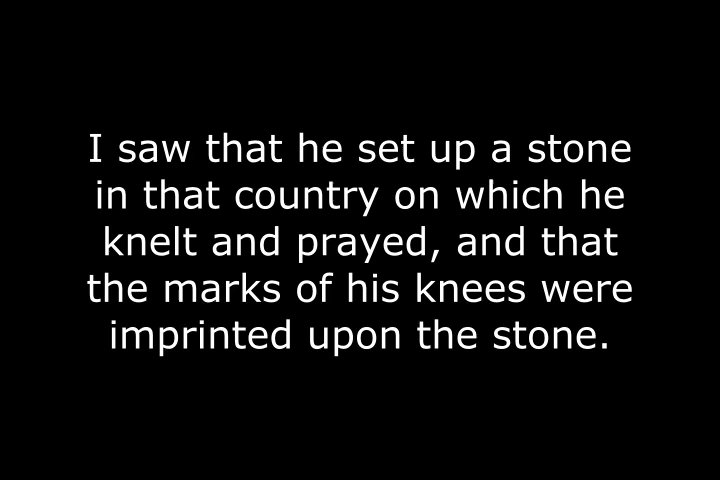 I saw that he set up a stone
in that country on which he
knelt and prayed, and that
the marks of his knees were
imprinted upon the stone.